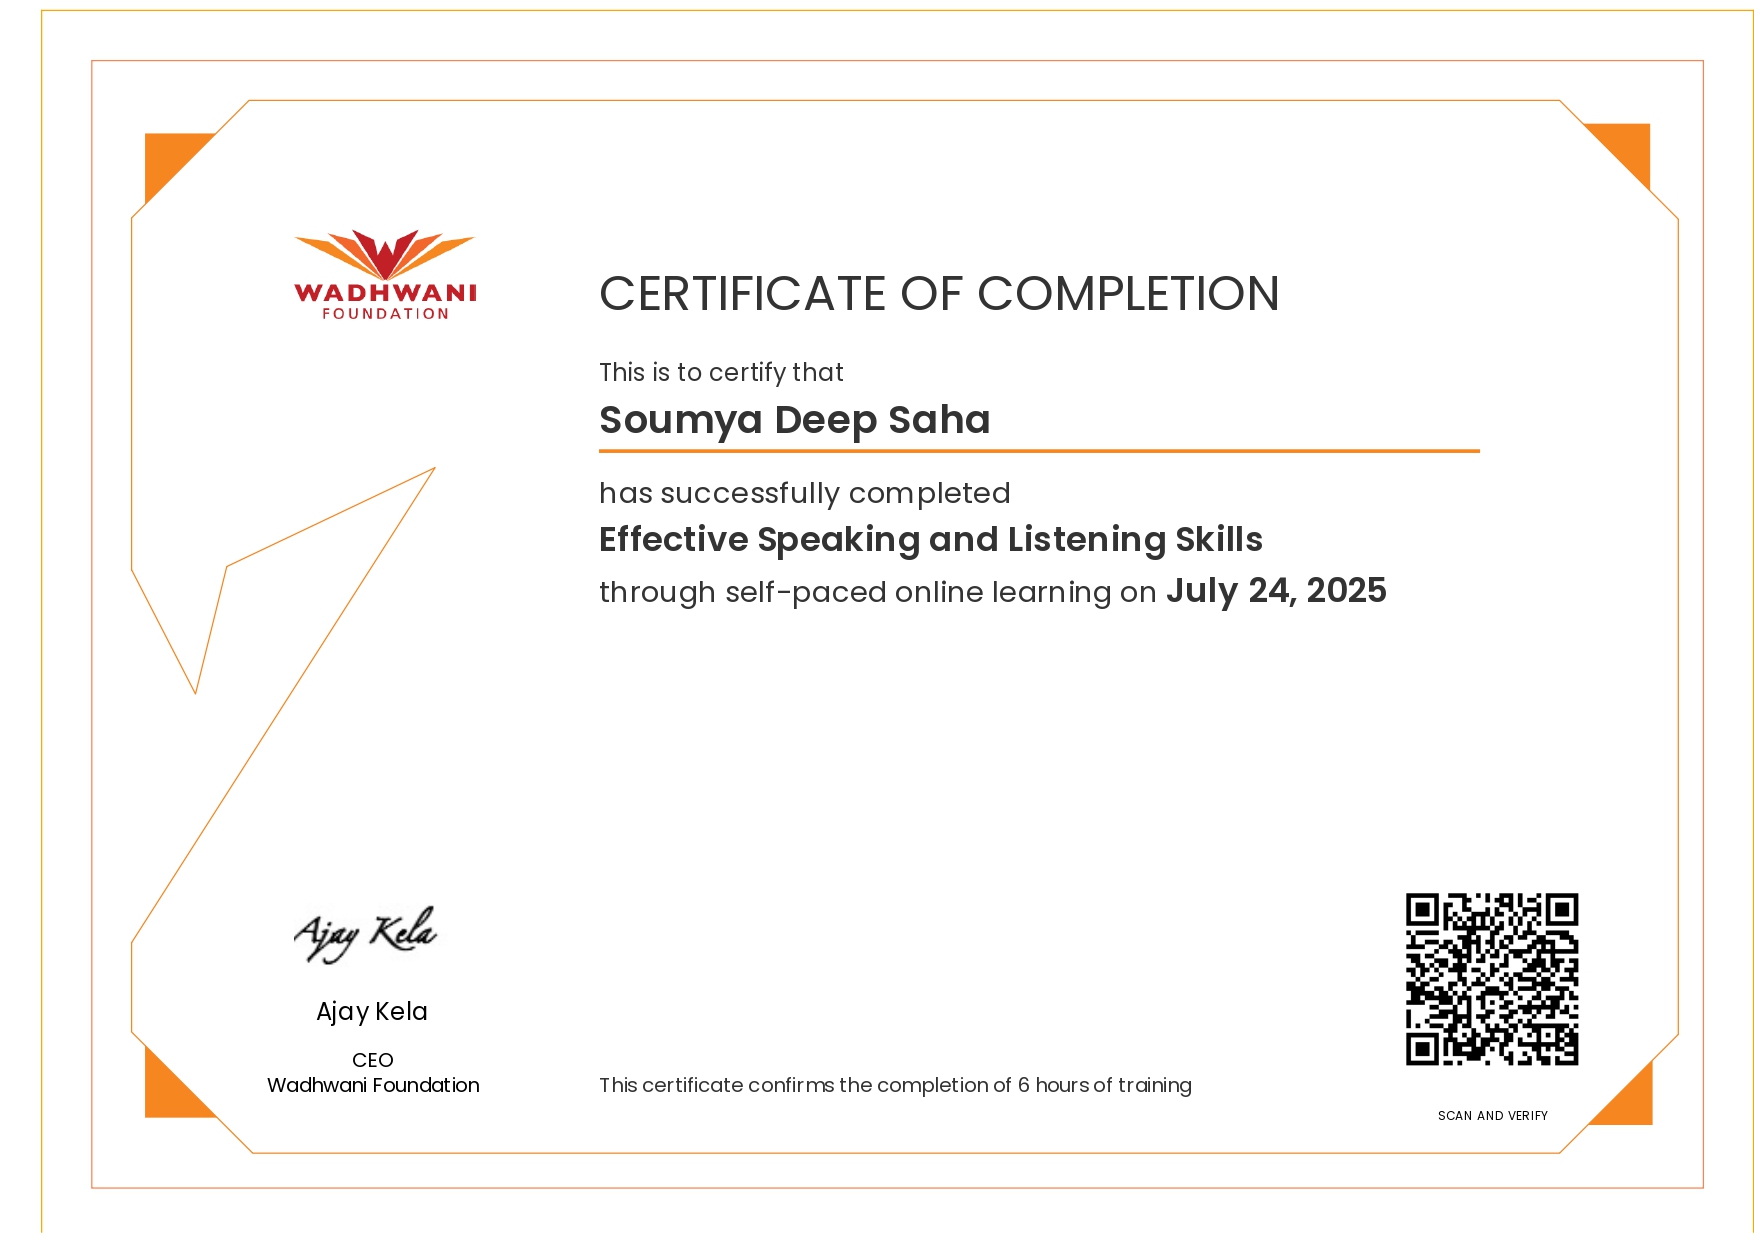 WADHWANI
FOUNDATION
CERTIFICATE OF COMPLETION
This is to certify that
Soumya Deep Saha
has successfully completed
Effective Speaking and Listening Skills
through self-paced online learning on July 24, 2025
Ajay Kela
Ajay Kela
CEO
Wadhwani Foundation
This certificate confirms the completion of 6 hours of training
SCAN AND VERIFY